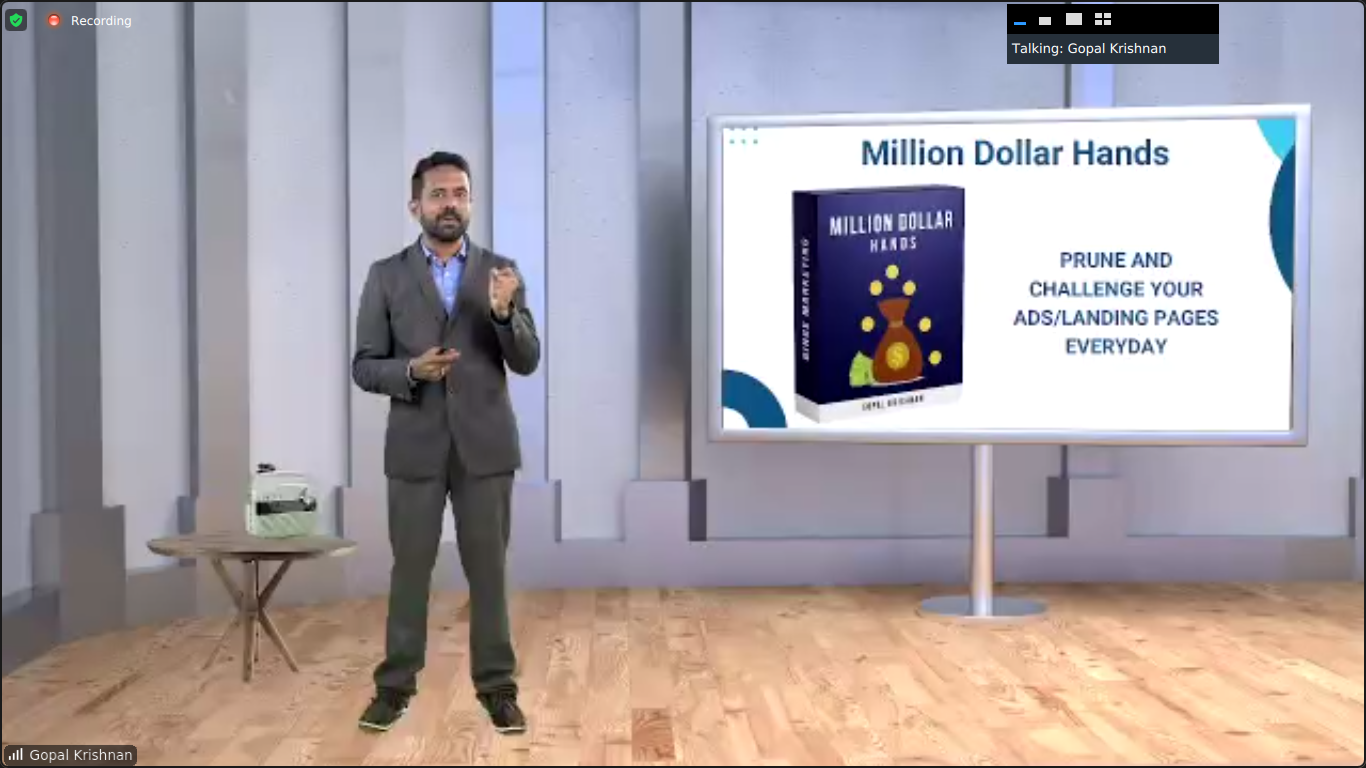 Recording
Talking: Gopal Krishnan
Million Dollar Hands
MILLION DOLLAR
HANDS
BINGE MARKETING
GOPAL KRISHNAN
PRUNE AND
CHALLENGE YOUR
ADS/LANDING PAGES
EVERYDAY
Gopal Krishnan